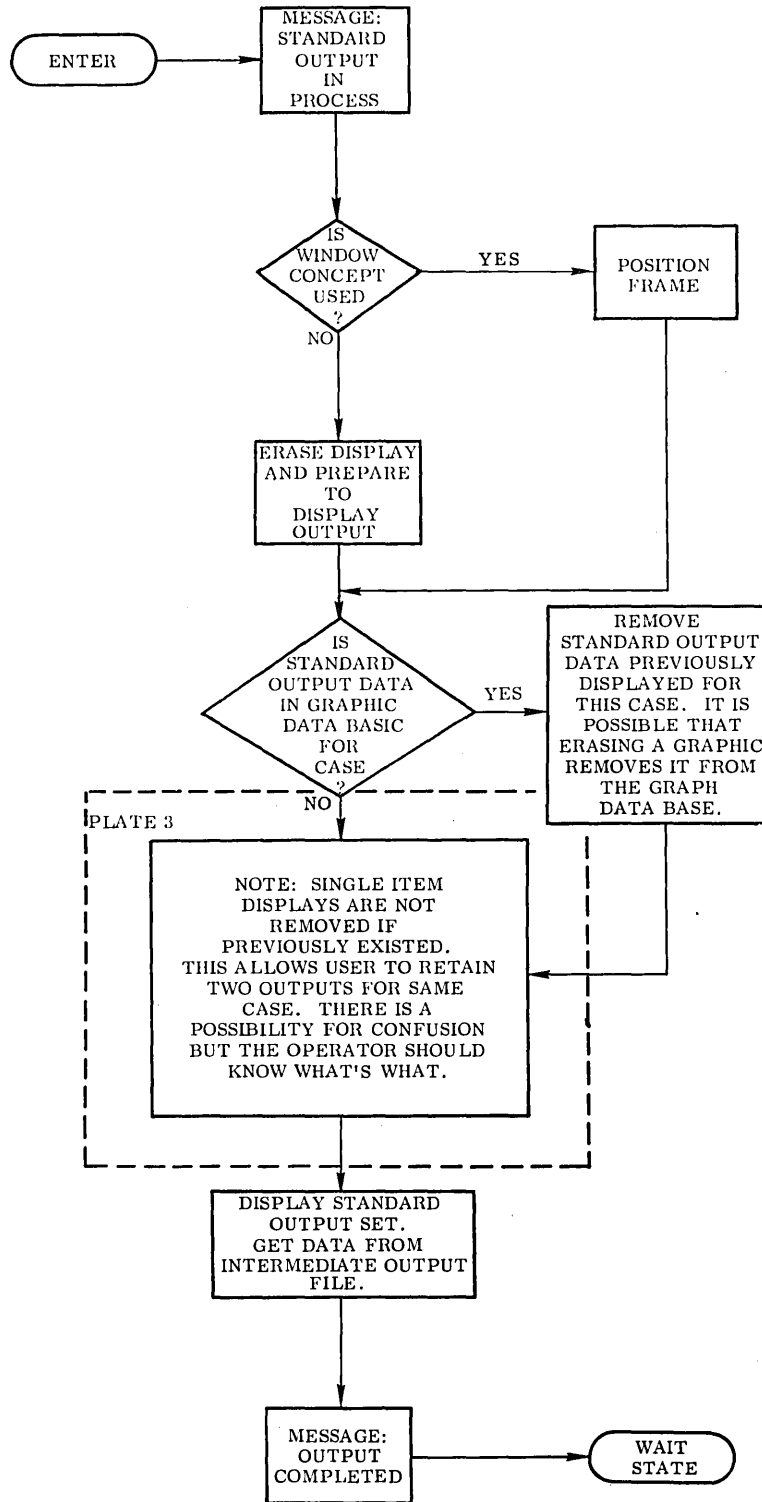 ENTER
MESSAGE:
STANDARD
OUTPUT
IN
PROCESS
IS
WINDOW
CONCEPT
USED
?
YES
NO
POSITION
FRAME
ERASE DISPLAY
AND PREPARE
TO
DISPLAY
OUTPUT
IS
STANDARD
OUTPUT DATA
IN GRAPHIC
DATA BASIC
FOR
CASE
?
YES
NO
REMOVE
STANDARD OUTPUT
DATA PREVIOUSLY
DISPLAYED FOR
THIS CASE. IT IS
POSSIBLE THAT
ERASING A GRAPHIC
REMOVES IT FROM
THE GRAPH
DATA BASE.
PLATE 3
NOTE: SINGLE ITEM
DISPLAYS ARE NOT
REMOVED IF
PREVIOUSLY EXISTED.
THIS ALLOWS USER TO RETAIN
TWO OUTPUTS FOR SAME
CASE. THERE IS A
POSSIBILITY FOR CONFUSION
BUT THE OPERATOR SHOULD
KNOW WHAT'S WHAT.
DISPLAY STANDARD
OUTPUT SET.
GET DATA FROM
INTERMEDIATE OUTPUT
FILE.
MESSAGE:
OUTPUT
COMPLETED
WAIT
STATE